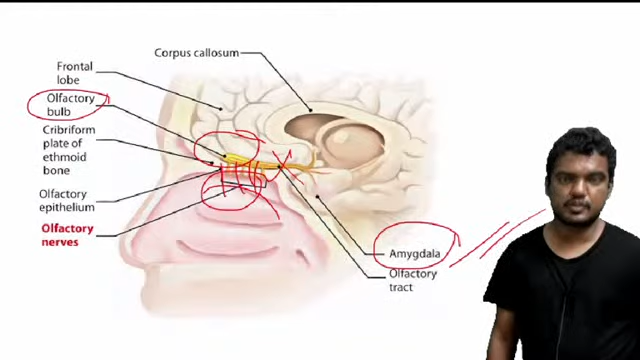 Corpus callosum
Frontal
lobe
Olfactory
bulb
Cribriform
plate of
ethmoid
bone
Olfactory
epithelium
Olfactory
nerves
Amygdala
Olfactory
tract